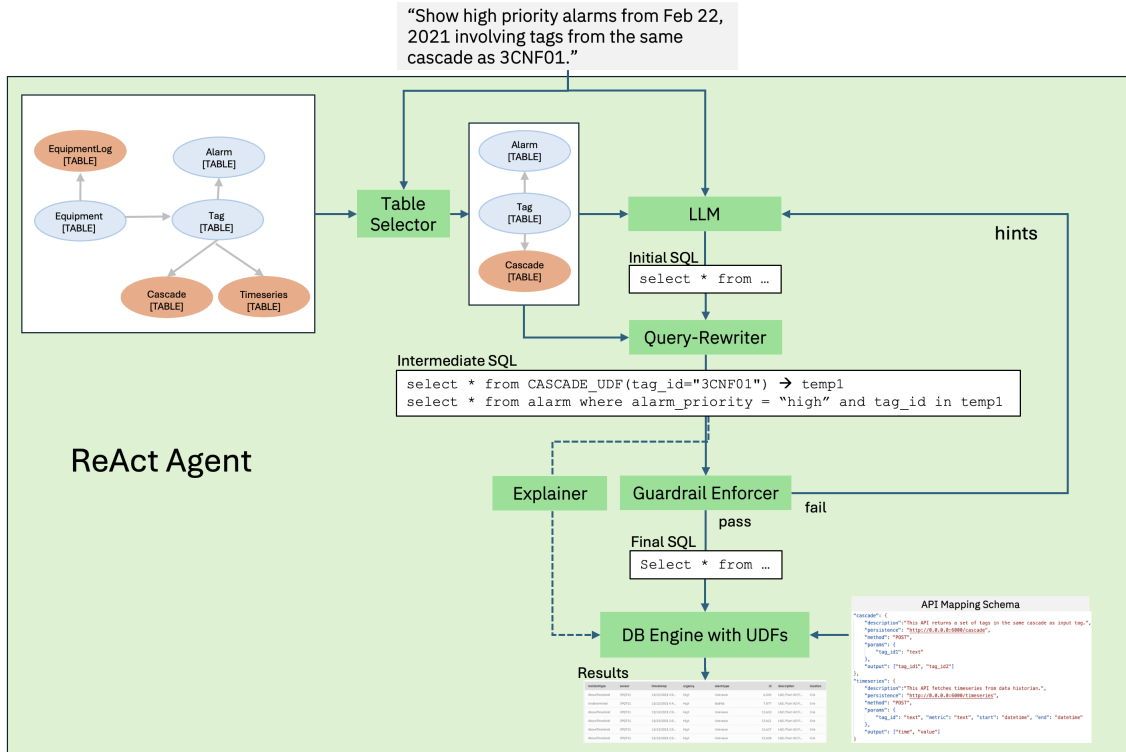 “Show high priority alarms from Feb 22,
2021 involving tags from the same
cascade as 3CNF01.”
EquipmentLog
[TABLE]
Alarm
[TABLE]
Equipment
[TABLE]
Tag
[TABLE]
Cascade
[TABLE]
Timeseries
[TABLE]
Table
Selector
Alarm
[TABLE]
Tag
[TABLE]
Cascade
[TABLE]
LLM
hints
Initial SQL
select * from …
Query-Rewriter
Intermediate SQL
select * from CASCADE_UDF(tag_id="3CNF01") → temp1
select * from alarm where alarm_priority = “high” and tag_id in temp1
ReAct Agent
Explainer
Guardrail Enforcer
fail
pass
Final SQL
Select * from …
DB Engine with UDFs
API Mapping Schema
"cascade": {
"description":"This API returns a set of tags in the same cascade as input tag.",
"persistence": "http://0.0.0.0:6000/cascade",
"method": "POST",
"params": {
"tag_id1": "text"
},
"output": ["tag_id1", "tag_id2"]
},
"timeseries": {
"description":"This API fetches timeseries from data historian.",
"persistence": "http://0.0.0.0:6000/timeseries",
"method": "POST",
"params": {
"tag_id": "text", "metric": "text", "start": "datetime", "end": "datetime"
},
"output": ["time", "value"]
}
Results